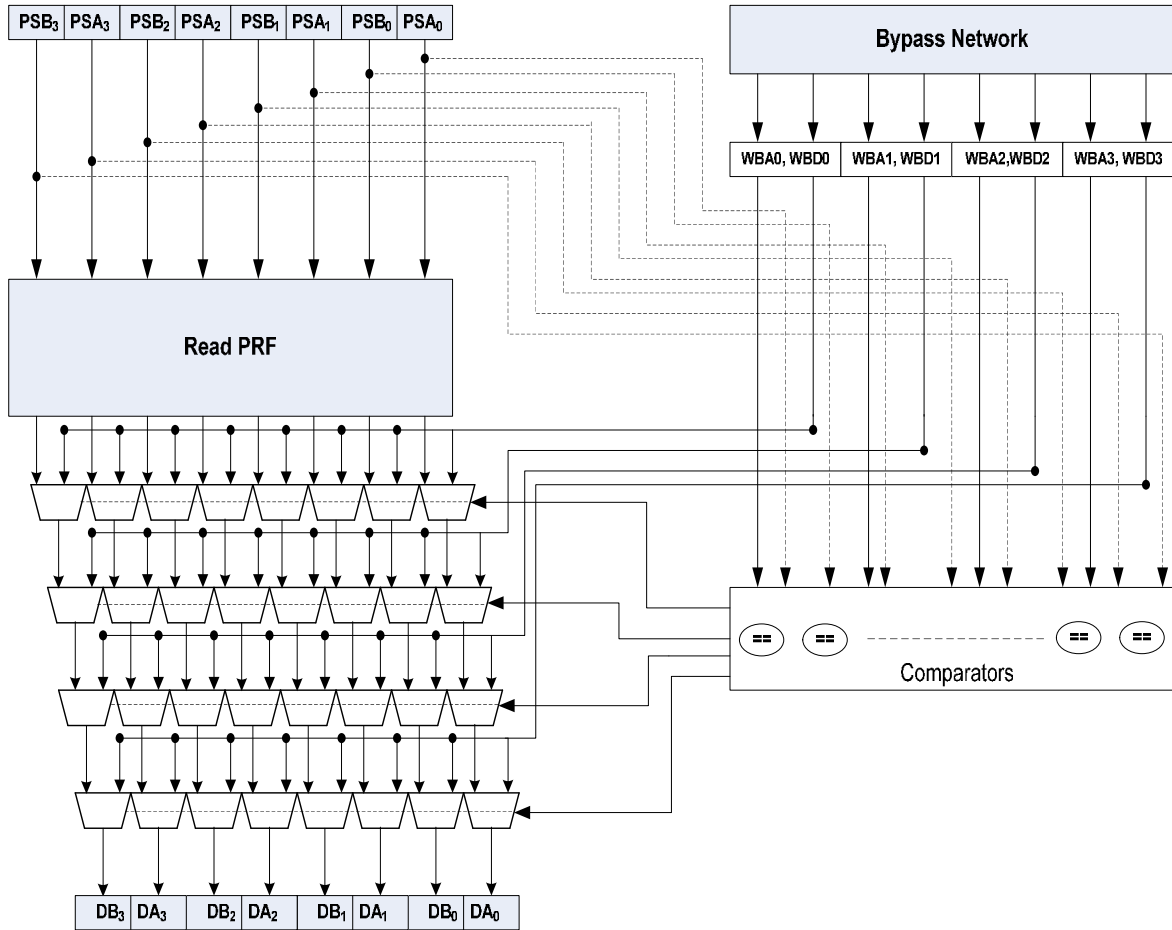 PSB₃ PSA₃ PSB₂ PSA₂ PSB₁ PSA₁ PSB₀ PSA₀
Bypass Network
WBA0, WBD0 WBA1, WBD1 WBA2,WBD2 WBA3, WBD3
Read PRF
== == == ==
Comparators
DB₃ DA₃ DB₂ DA₂ DB₁ DA₁ DB₀ DA₀